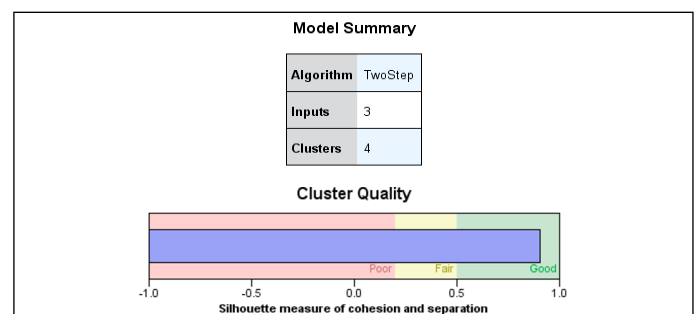 Model Summary
Algorithm TwoStep
Inputs 3
Clusters 4
Cluster Quality
Poor Fair Good
-1.0 -0.5 0.0 0.5 1.0
Silhouette measure of cohesion and separation